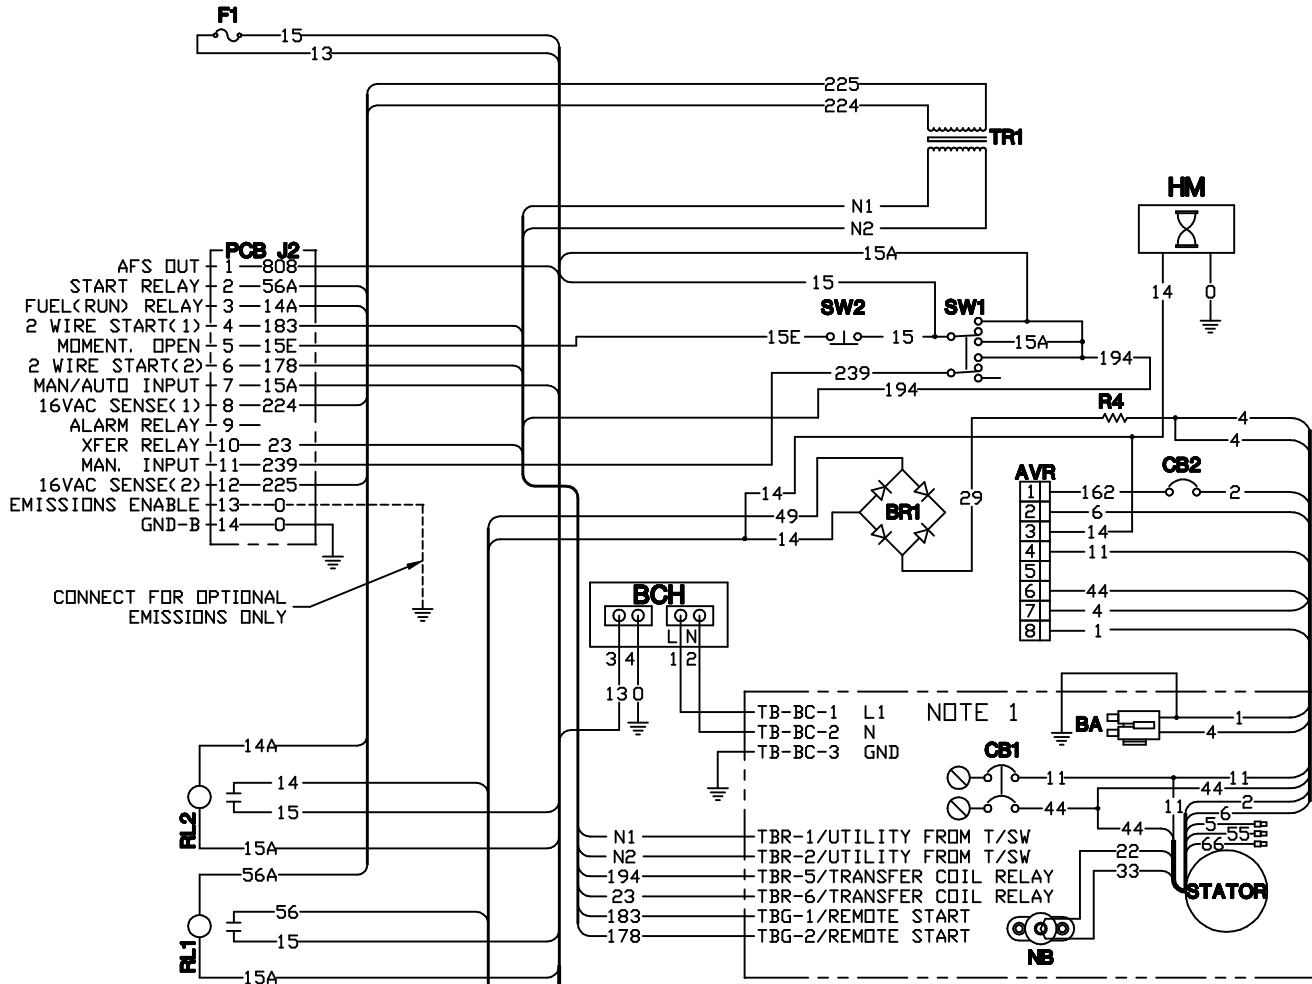 F1
15
13
225
224
TR1
N1
N2
HM
14
0
15A
15
SW2
SW1
15E
15
15A
194
239
194
PCB J2
AFS OUT 1 808
START RELAY 2 56A
FUEL(RUN) RELAY 3 14A
2 WIRE START(1) 4 183
MOMENT. OPEN 5 15E
2 WIRE START(2) 6 178
MAN/AUTO INPUT 7 15A
16VAC SENSE(1) 8 224
ALARM RELAY 9
XFER RELAY 10 23
MAN. INPUT 11 239
16VAC SENSE(2) 12 225
EMISSIONS ENABLE 13 0
GND-B 14 0
CONNECT FOR OPTIONAL
EMISSIONS ONLY
R4
4
4
14
49
14
BR1
29
AVR
CB2
1 162 2
2 6
3 14
4 11
5
6 44
7 4
8 1
BCH
L N
3 4 1 2
13 0
TB-BC-1 L1 NOTE 1
TB-BC-2 N
TB-BC-3 GND
BA
1
4
CB1
11 11
44
44
2
11
6
44
5
55
66
22
33
STATOR
NB
N1 TBR-1/UTILITY FROM T/SW
N2 TBR-2/UTILITY FROM T/SW
194 TBR-5/TRANSFER COIL RELAY
23 TBR-6/TRANSFER COIL RELAY
183 TBG-1/REMOTE START
178 TBG-2/REMOTE START
14A
14
15
RL2
15A
56A
56
15
RL1
15A